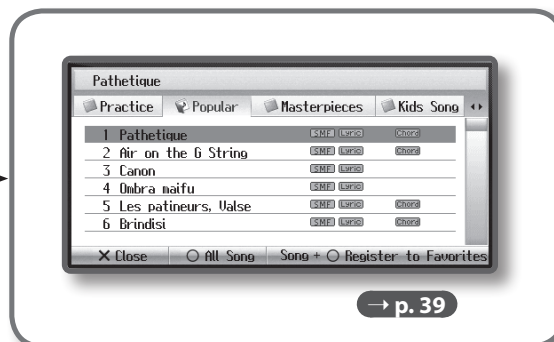 Pathetique
Practice Popular Masterpieces Kids Song
1 Pathetique SMF Lyric Chord
2 Air on the G String SMF Lyric Chord
3 Canon SMF Lyric
4 Ombra maifu SMF Lyric
5 Les patineurs, Valse SMF Lyric Chord
6 Brindisi SMF Lyric Chord
× Close ○ All Song Song + ○ Register to Favorites
→ p. 39